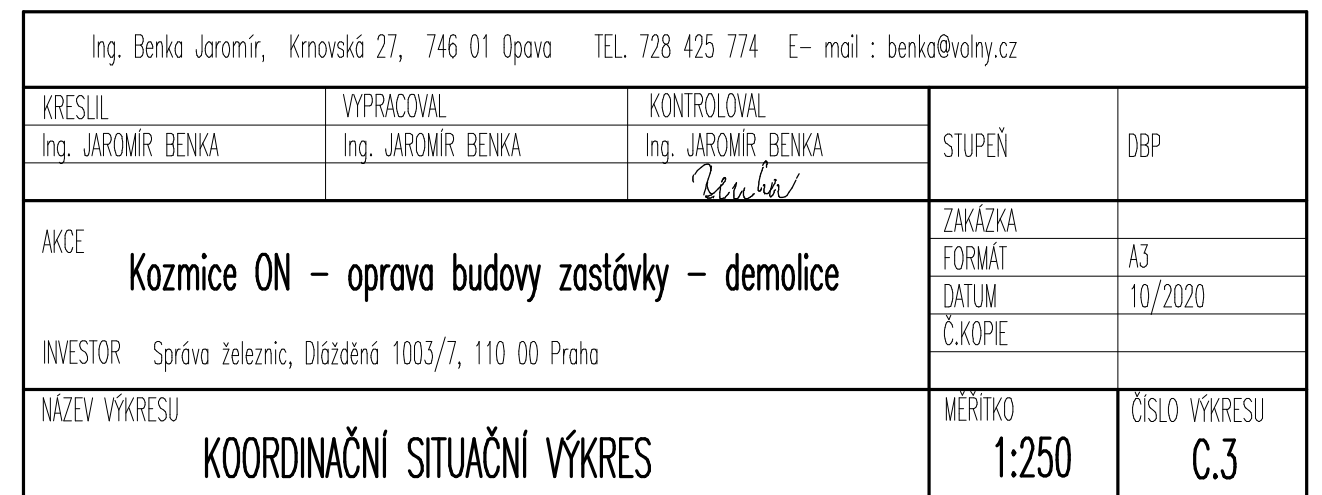 Ing. Benka Jaromír, Krnovská 27, 746 01 Opava TEL. 728 425 774 E- mail : benka@volny.cz
KRESLIL VYPRACOVAL KONTROLOVAL
Ing. JAROMÍR BENKA Ing. JAROMÍR BENKA Ing. JAROMÍR BENKA STUPEŇ DBP
Benka
ZAKÁZKA
AKCE
Kozmice ON - oprava budovy zastávky - demolice
FORMÁT A3
DATUM 10/2020
Č.KOPIE
INVESTOR Správa železnic, Dlážděná 1003/7, 110 00 Praha
NÁZEV VÝKRESU MĚŘÍTKO ČÍSLO VÝKRESU
KOORDINAČNÍ SITUAČNÍ VÝKRES 1:250 C.3